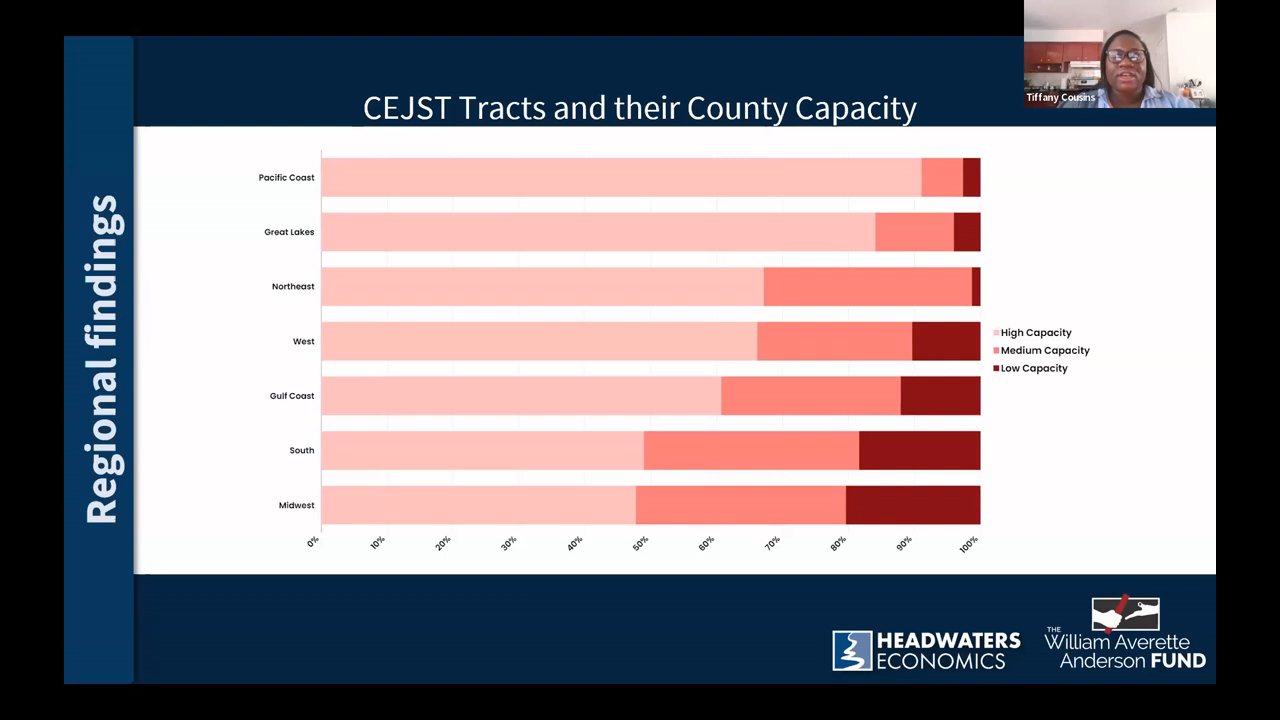 Tiffany Cousins
CEJST Tracts and their County Capacity
Regional findings
Pacific Coast
Great Lakes
Northeast
West
Gulf Coast
South
Midwest
0%
10%
20%
30%
40%
50%
60%
70%
80%
90%
100%
High Capacity
Medium Capacity
Low Capacity
HEADWATERS
ECONOMICS
THE
William Averette
Anderson FUND